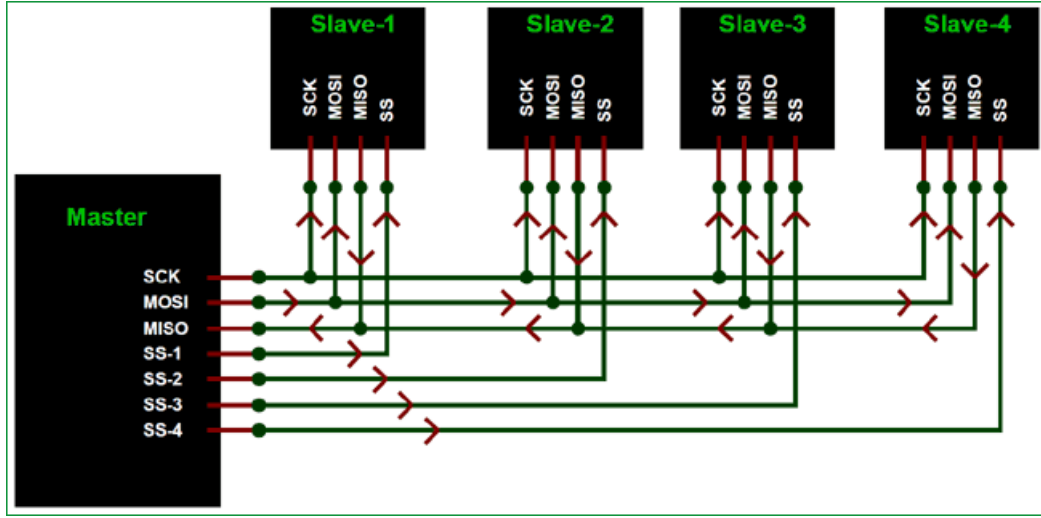 Slave-1
Slave-2
Slave-3
Slave-4
SCK
MOSI
MISO
SS
SCK
MOSI
MISO
SS
SCK
MOSI
MISO
SS
SCK
MOSI
MISO
SS
Master
SCK
MOSI
MISO
SS-1
SS-2
SS-3
SS-4